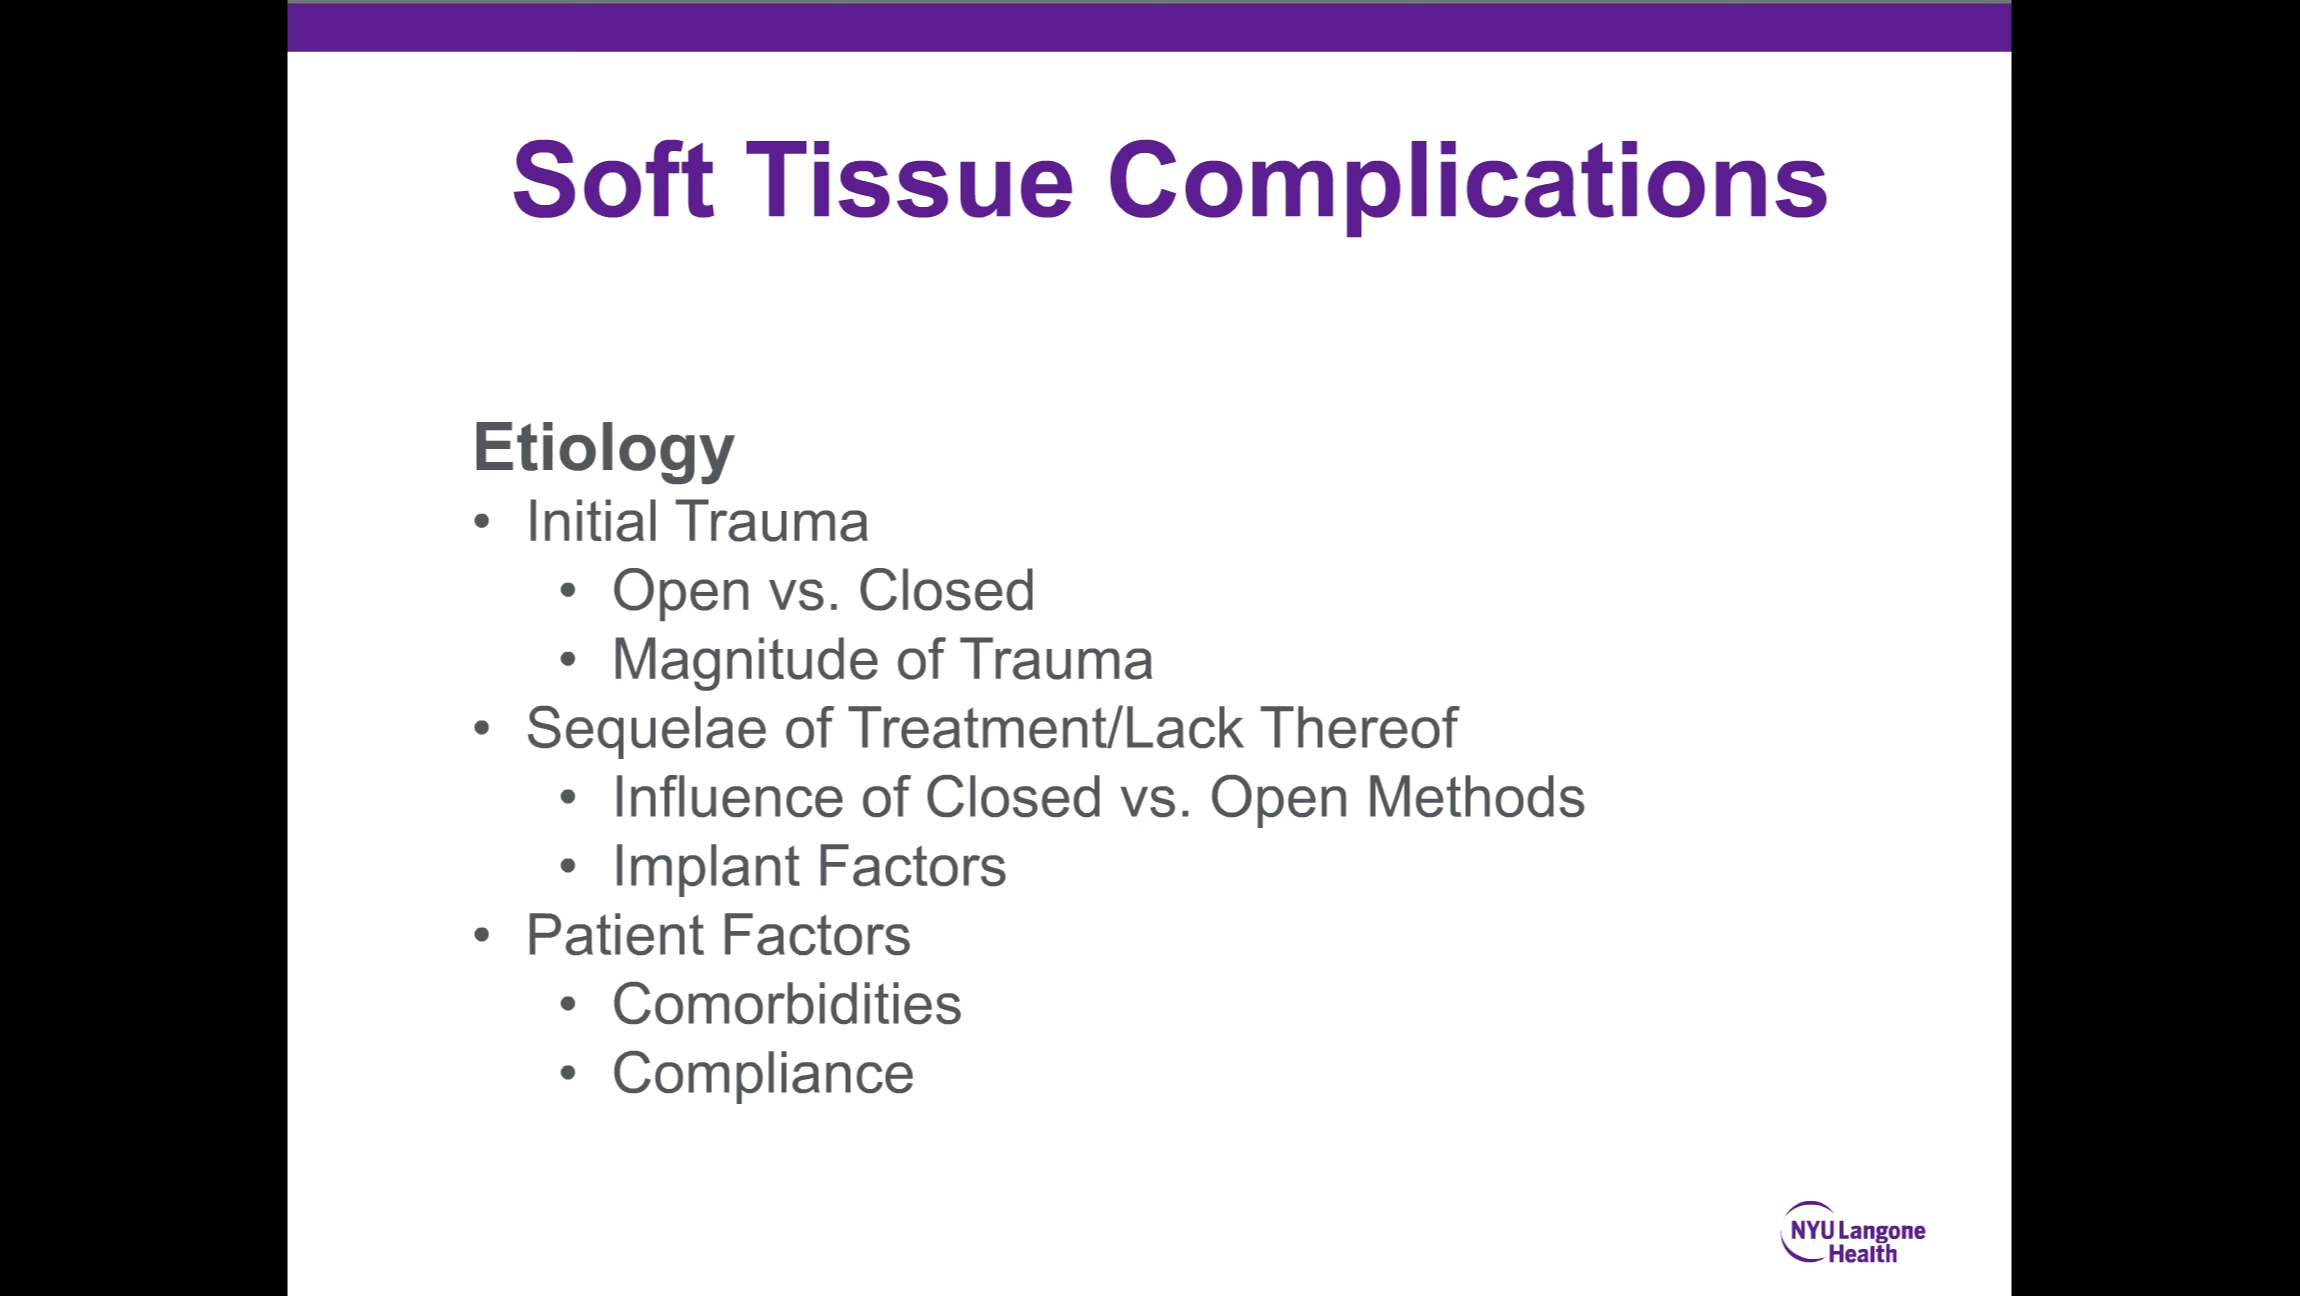 Soft Tissue Complications
Etiology
• Initial Trauma
• Open vs. Closed
• Magnitude of Trauma
• Sequelae of Treatment/Lack Thereof
• Influence of Closed vs. Open Methods
• Implant Factors
• Patient Factors
• Comorbidities
• Compliance
NYU Langone
Health